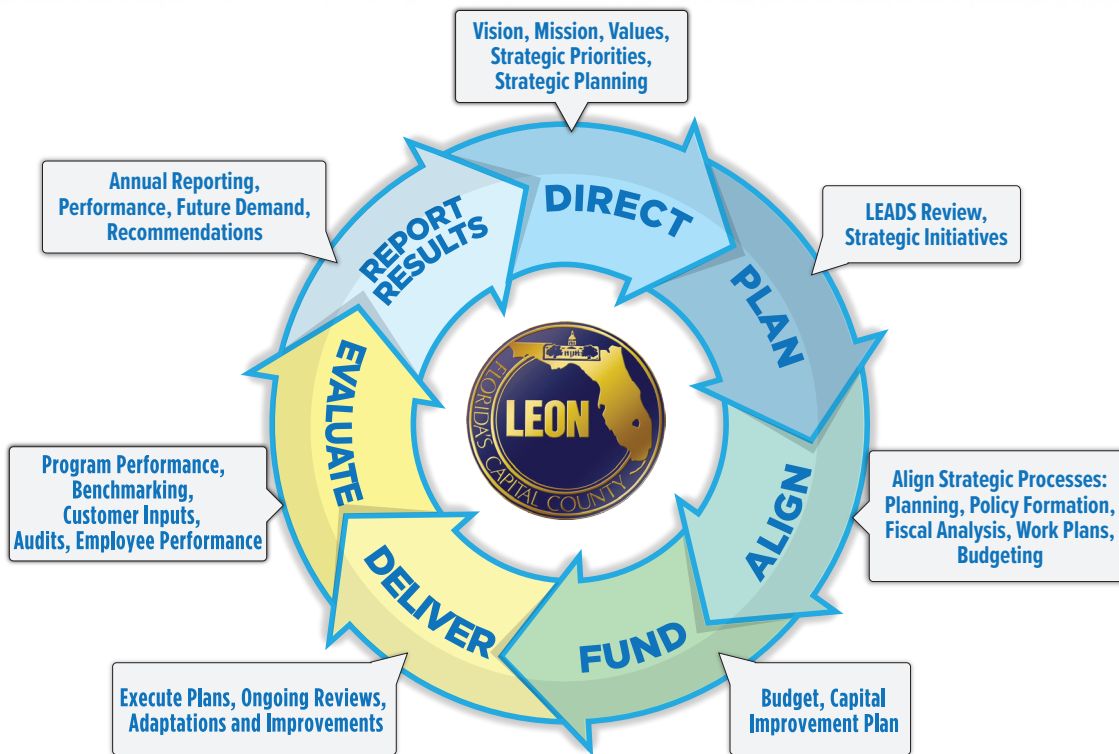 Vision, Mission, Values,
Strategic Priorities,
Strategic Planning
DIRECT
LEADS Review,
Strategic Initiatives
PLAN
Align Strategic Processes:
Planning, Policy Formation,
Fiscal Analysis, Work Plans,
Budgeting
ALIGN
Budget, Capital
Improvement Plan
FUND
Execute Plans, Ongoing Reviews,
Adaptations and Improvements
DELIVER
Program Performance,
Benchmarking,
Customer Inputs,
Audits, Employee Performance
EVALUATE
Annual Reporting,
Performance, Future Demand,
Recommendations
REPORT
RESULTS
LEON
FLORIDA'S CAPITAL COUNTY